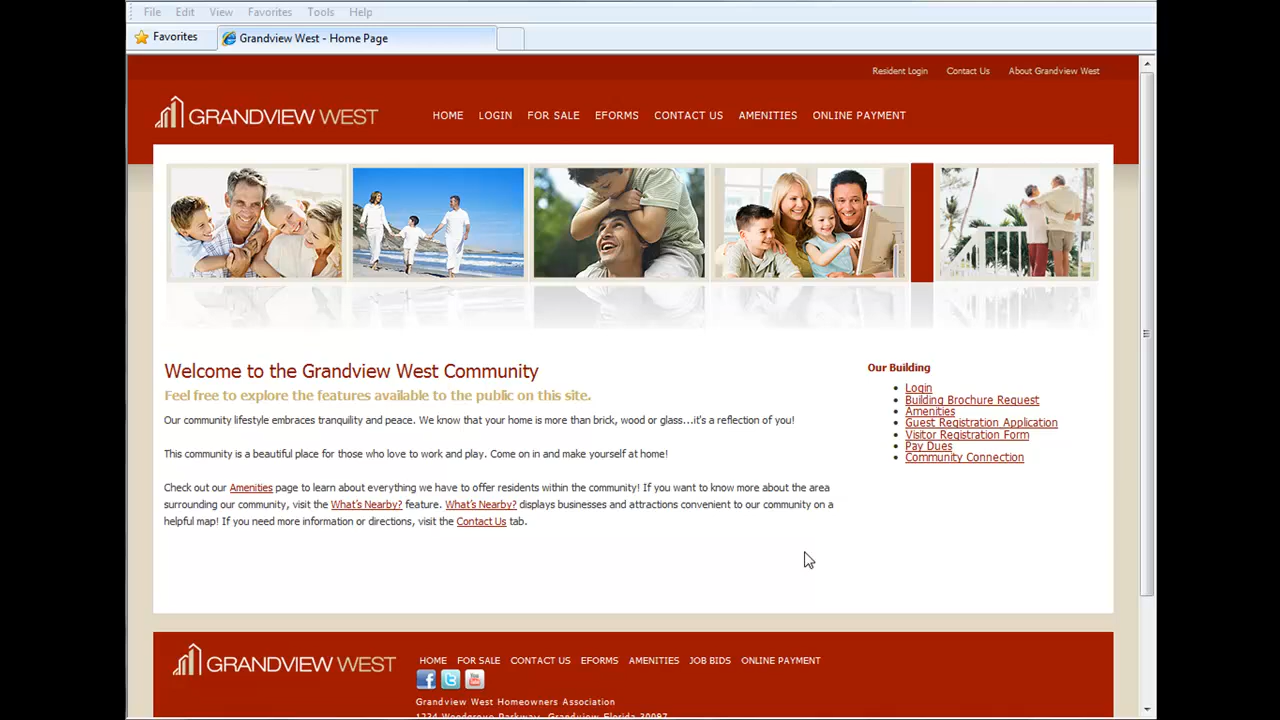 File Edit View Favorites Tools Help
Favorites Grandview West - Home Page
Resident Login Contact Us About Grandview West
GRANDVIEW WEST HOME LOGIN FOR SALE EFORMS CONTACT US AMENITIES ONLINE PAYMENT
Welcome to the Grandview West Community
Feel free to explore the features available to the public on this site.
Our community lifestyle embraces tranquility and peace. We know that your home is more than brick, wood or glass...it's a reflection of you!
This community is a beautiful place for those who love to work and play. Come on in and make yourself at home!
Check out our Amenities page to learn about everything we have to offer residents within the community! If you want to know more about the area
surrounding our community, visit the What's Nearby? feature. What's Nearby? displays businesses and attractions convenient to our community on a
helpful map! If you need more information or directions, visit the Contact Us tab.
Our Building
Login
Building Brochure Request
Amenities
Guest Registration Application
Visitor Registration Form
Pay Dues
Community Connection
GRANDVIEW WEST HOME FOR SALE CONTACT US EFORMS AMENITIES JOB BIDS ONLINE PAYMENT
Grandview West Homeowners Association
1234 Woodgrove Parkway, Grandview Florida 30097